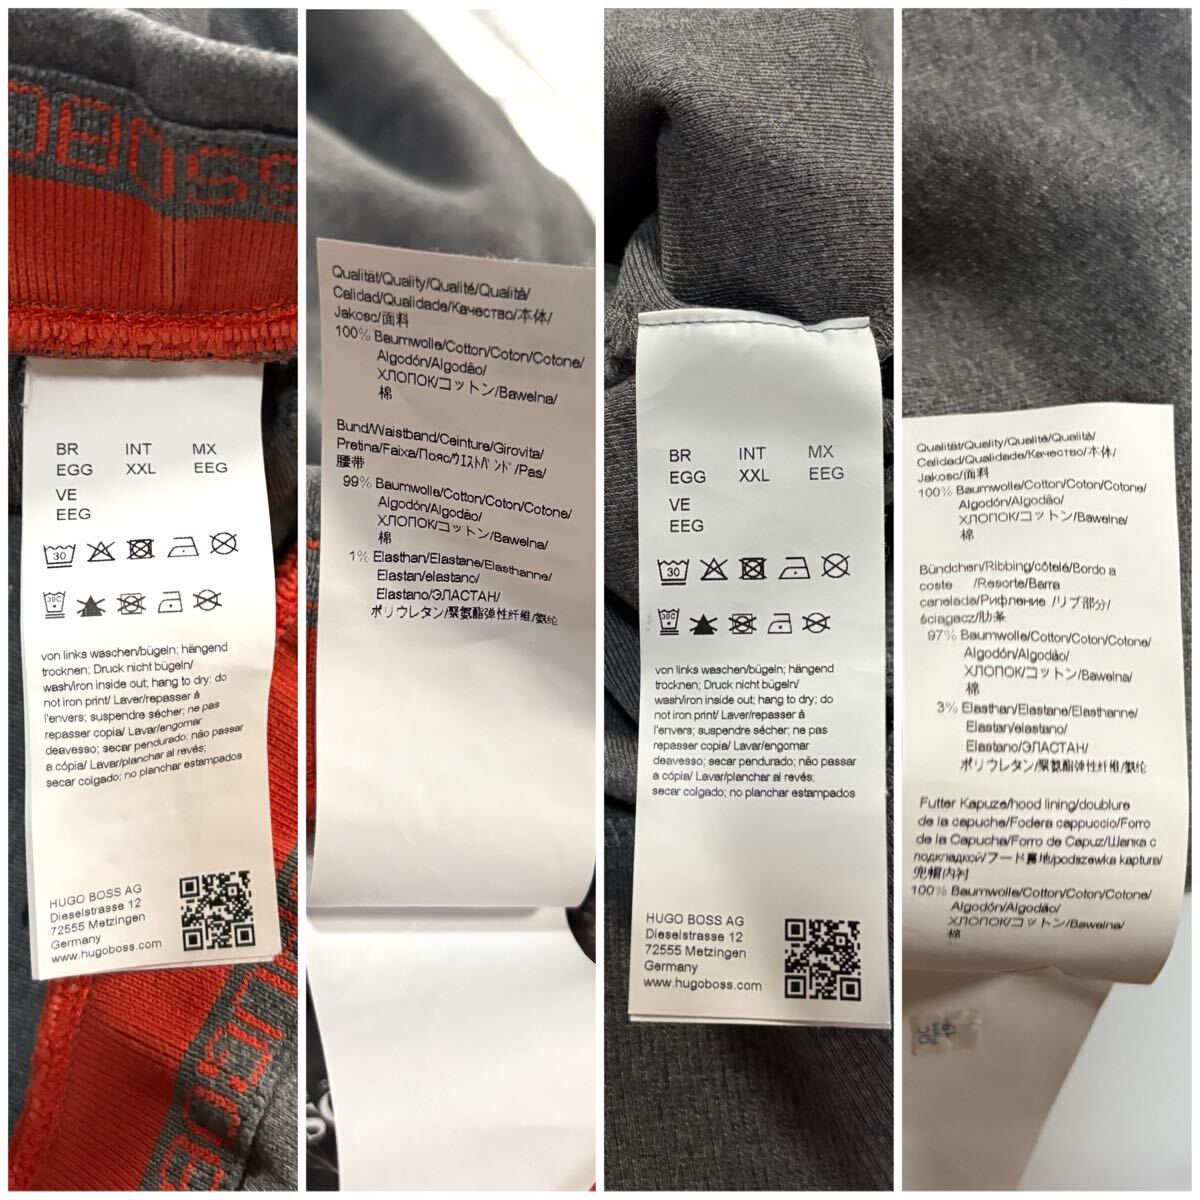 BOSS
BR INT MX
EGG XXL EEG
VE
EEG
30
30C
von links waschen/bügeln; hängend
trocknen; Druck nicht bügeln/
wash/iron inside out; hang to dry; do
not iron print/ Laver/repasser à
l'envers; suspendre sécher; ne pas
repasser copia/ Lavar/engomar
deavesso; secar pendurado; não passar
a cópia/ Lavar/planchar al revés;
secar colgado; no planchar estampados
HUGO BOSS AG
Dieselstrasse 12
72555 Metzingen
Germany
www.hugoboss.com
Qualität/Quality/Qualité/Qualità/
Calidad/Qualidade/Качество/本体/
Jakosc/面料
100% Baumwolle/Cotton/Coton/Cotone/
Algodón/Algodão/
ХЛОПОК/コットン/Bawelna/
棉
Bund/Waistband/Ceinture/Girovita/
Pretina/Faixa/Пояс/ウエストバンド/Pas/
腰带
99% Baumwolle/Cotton/Coton/Cotone/
Algodón/Algodão/
ХЛОПОК/コットン/Bawelna/
棉
1% Elasthan/Elastane/Elasthanne/
Elastan/elastano/
Elastano/ЭЛАСТАН/
ポリウレタン/聚氨酯弹性纤维/氨纶
BR INT MX
EGG XXL EEG
VE
EEG
30
30C
von links waschen/bügeln; hängend
trocknen; Druck nicht bügeln/
wash/iron inside out; hang to dry; do
not iron print/ Laver/repasser à
l'envers; suspendre sécher; ne pas
repasser copia/ Lavar/engomar
deavesso; secar pendurado; não passar
a cópia/ Lavar/planchar al revés;
secar colgado; no planchar estampados
HUGO BOSS AG
Dieselstrasse 12
72555 Metzingen
Germany
www.hugoboss.com
Qualität/Quality/Qualité/Qualità/
Calidad/Qualidade/Качество/本体/
Jakosc/面料
100% Baumwolle/Cotton/Coton/Cotone/
Algodón/Algodão/
ХЛОПОК/コットン/Bawelna/
棉
Bündchen/Ribbing/côtelé/Bordo a
coste /Resorte/Barra
canelada/Рифление /リブ部分/
ściagacz/肋条
97% Baumwolle/Cotton/Coton/Cotone/
Algodón/Algodão/
ХЛОПОК/コットン/Bawelna/
棉
3% Elasthan/Elastane/Elasthanne/
Elastan/elastano/
Elastano/ЭЛАСТАН/
ポリウレタン/聚氨酯弹性纤维/氨纶
Futter Kapuze/hood lining/doublure
de la capuche/Fodera cappuccio/Forro
de la Capucha/Forro de Capuz/Шапка с
подкладкой/フード裏地/podszewka kaptura/
兜帽内衬
100% Baumwolle/Cotton/Coton/Cotone/
Algodón/Algodão/
ХЛОПОК/コットン/Bawelna/
棉